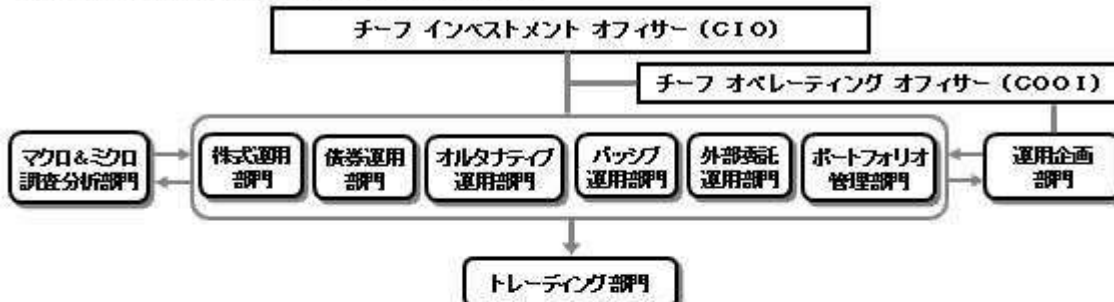 チーフ インベストメント オフィサー (CIO)
チーフ オペレーティング オフィサー (COOI)
マクロ&ミクロ
調査分析部門
株式運用
部門
債券運用
部門
オルタナティブ
運用部門
パッシブ
運用部門
外部委託
運用部門
ポートフォリオ
管理部門
運用企画
部門
トレーディング部門